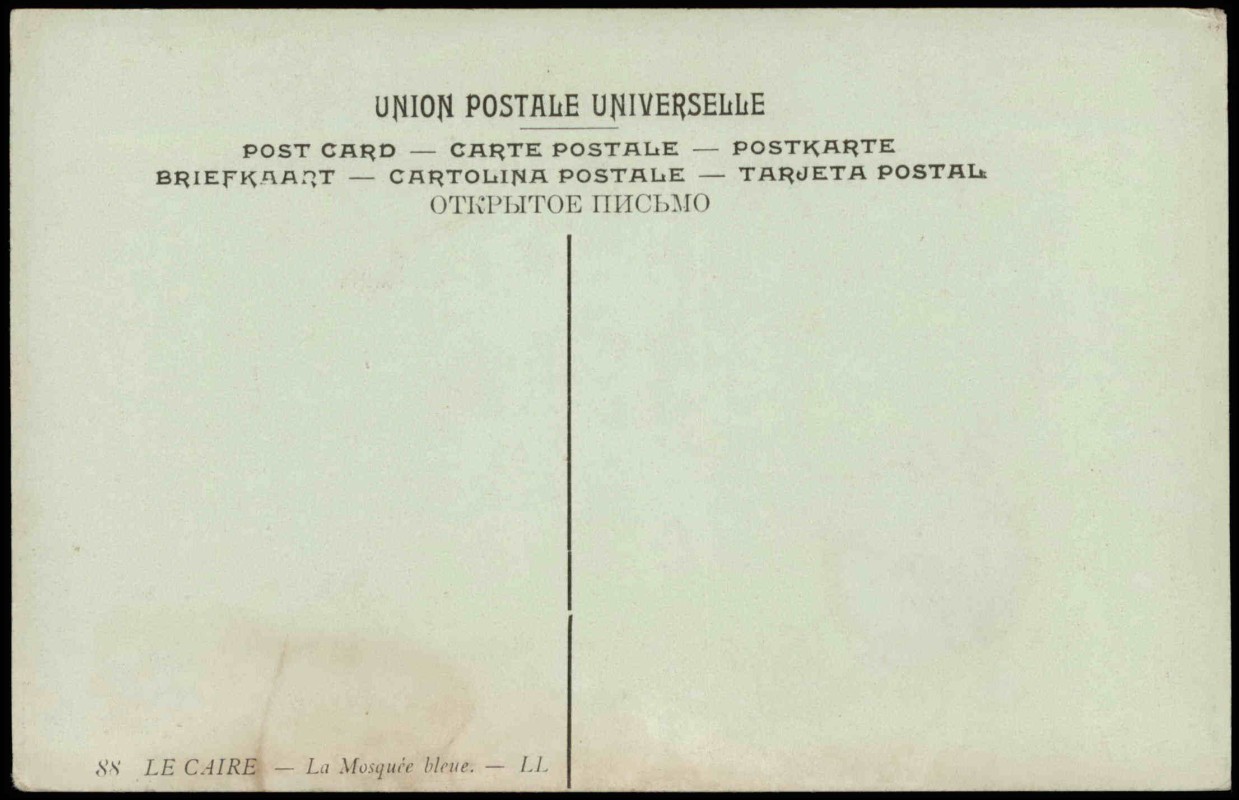 UNION POSTALE UNIVERSELLE
POST CARD — CARTE POSTALE — POSTKARTE
BRIEFKAART — CARTOLINA POSTALE — TARJETA POSTAL
ОТКРЫТОЕ ПИСЬМО
88 LE CAIRE — La Mosquée bleue. — LL